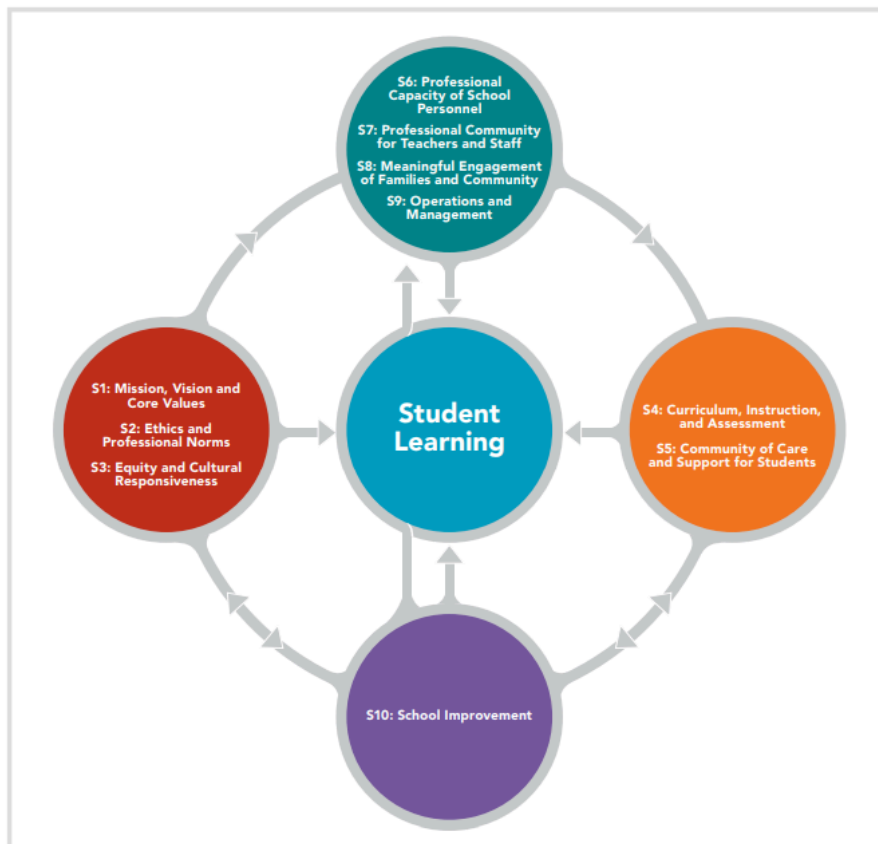 S6: Professional
Capacity of School
Personnel
S7: Professional Community
for Teachers and Staff
S8: Meaningful Engagement
of Families and Community
S9: Operations and
Management
S1: Mission, Vision and
Core Values
S2: Ethics and
Professional Norms
S3: Equity and Cultural
Responsiveness
Student
Learning
S4: Curriculum, Instruction,
and Assessment
S5: Community of Care
and Support for Students
S10: School Improvement